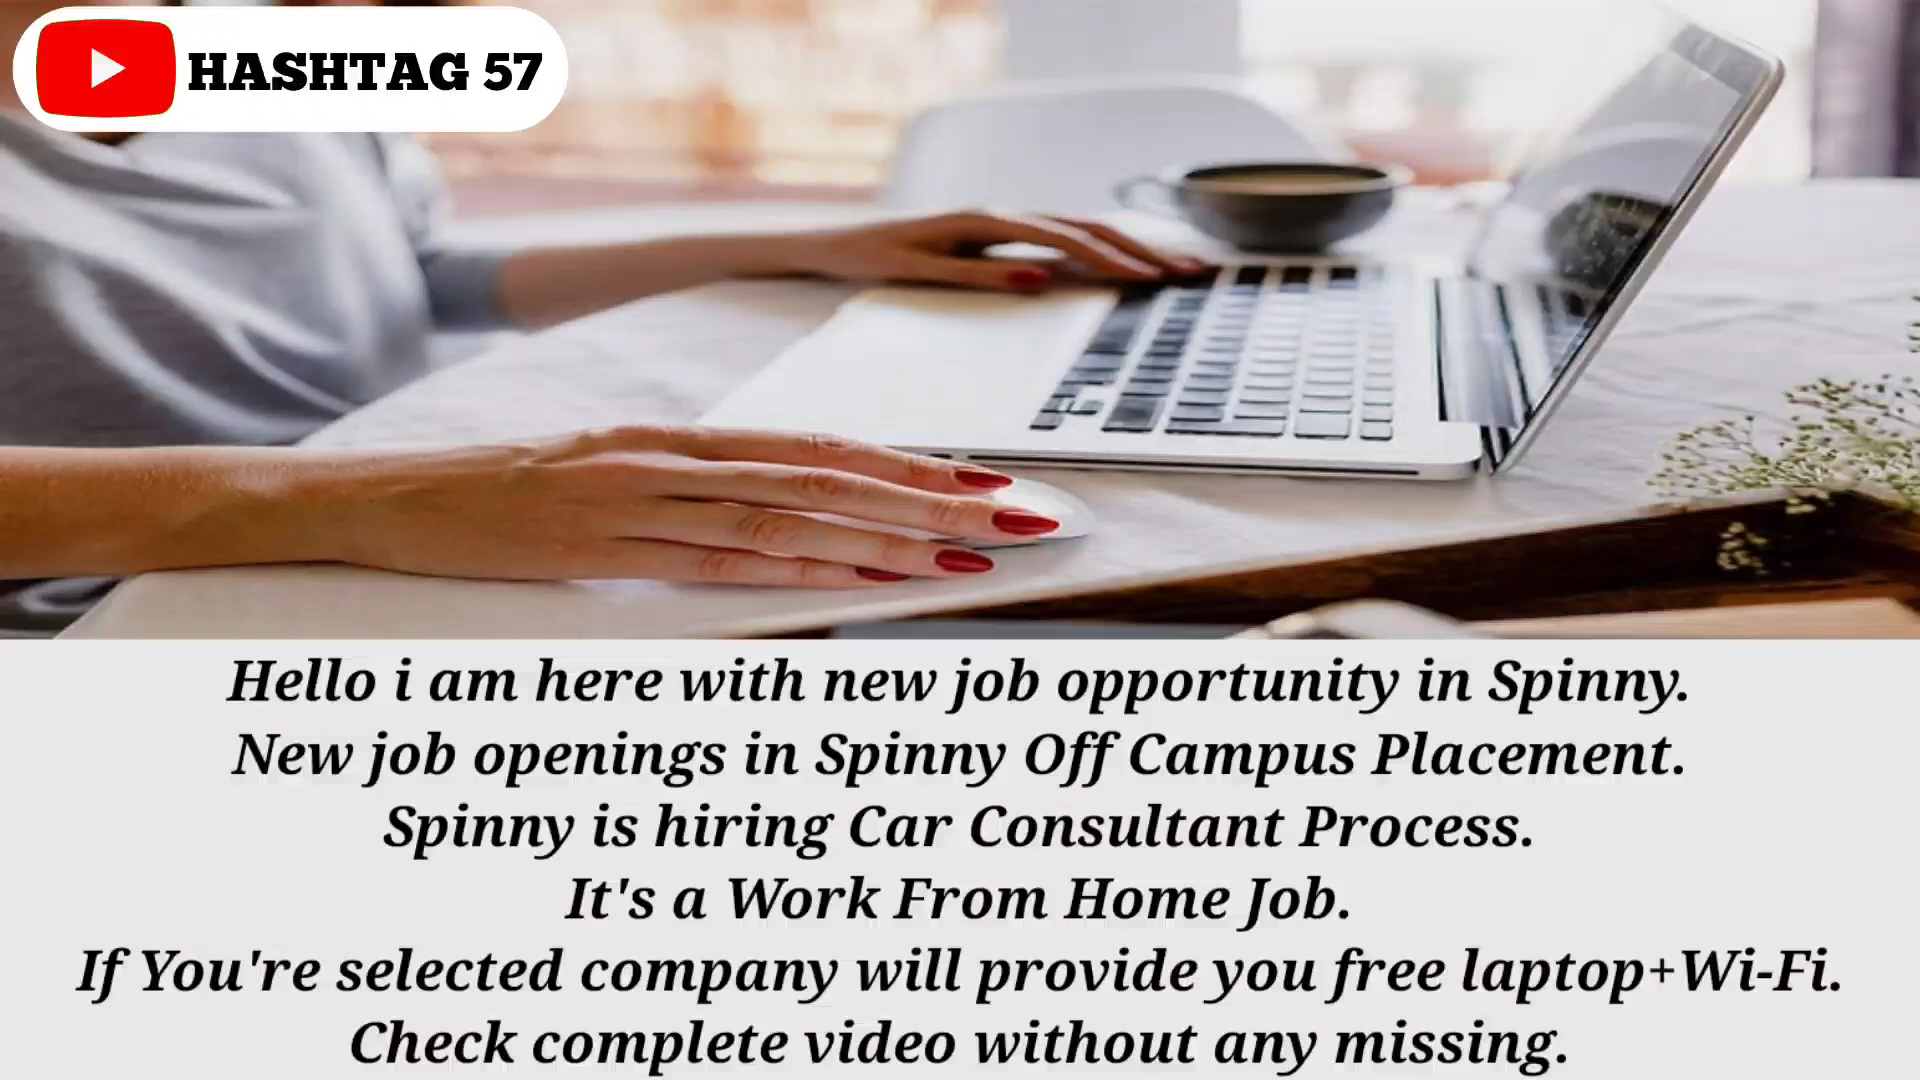 HASHTAG 57
Hello i am here with new job opportunity in Spinny.
New job openings in Spinny Off Campus Placement.
Spinny is hiring Car Consultant Process.
It's a Work From Home Job.
If You're selected company will provide you free laptop+Wi-Fi.
Check complete video without any missing.